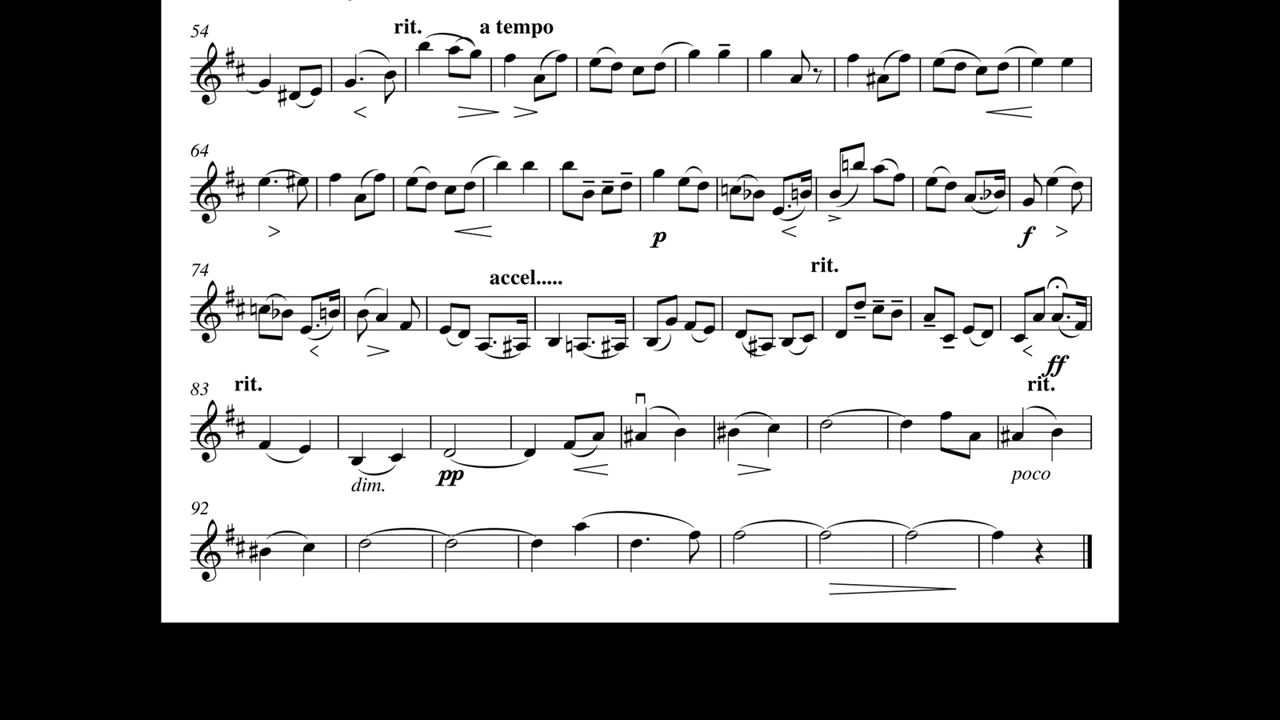 54 rit. a tempo
64
p f
74 accel..... rit.
ff
83 rit. rit.
dim. pp poco
92